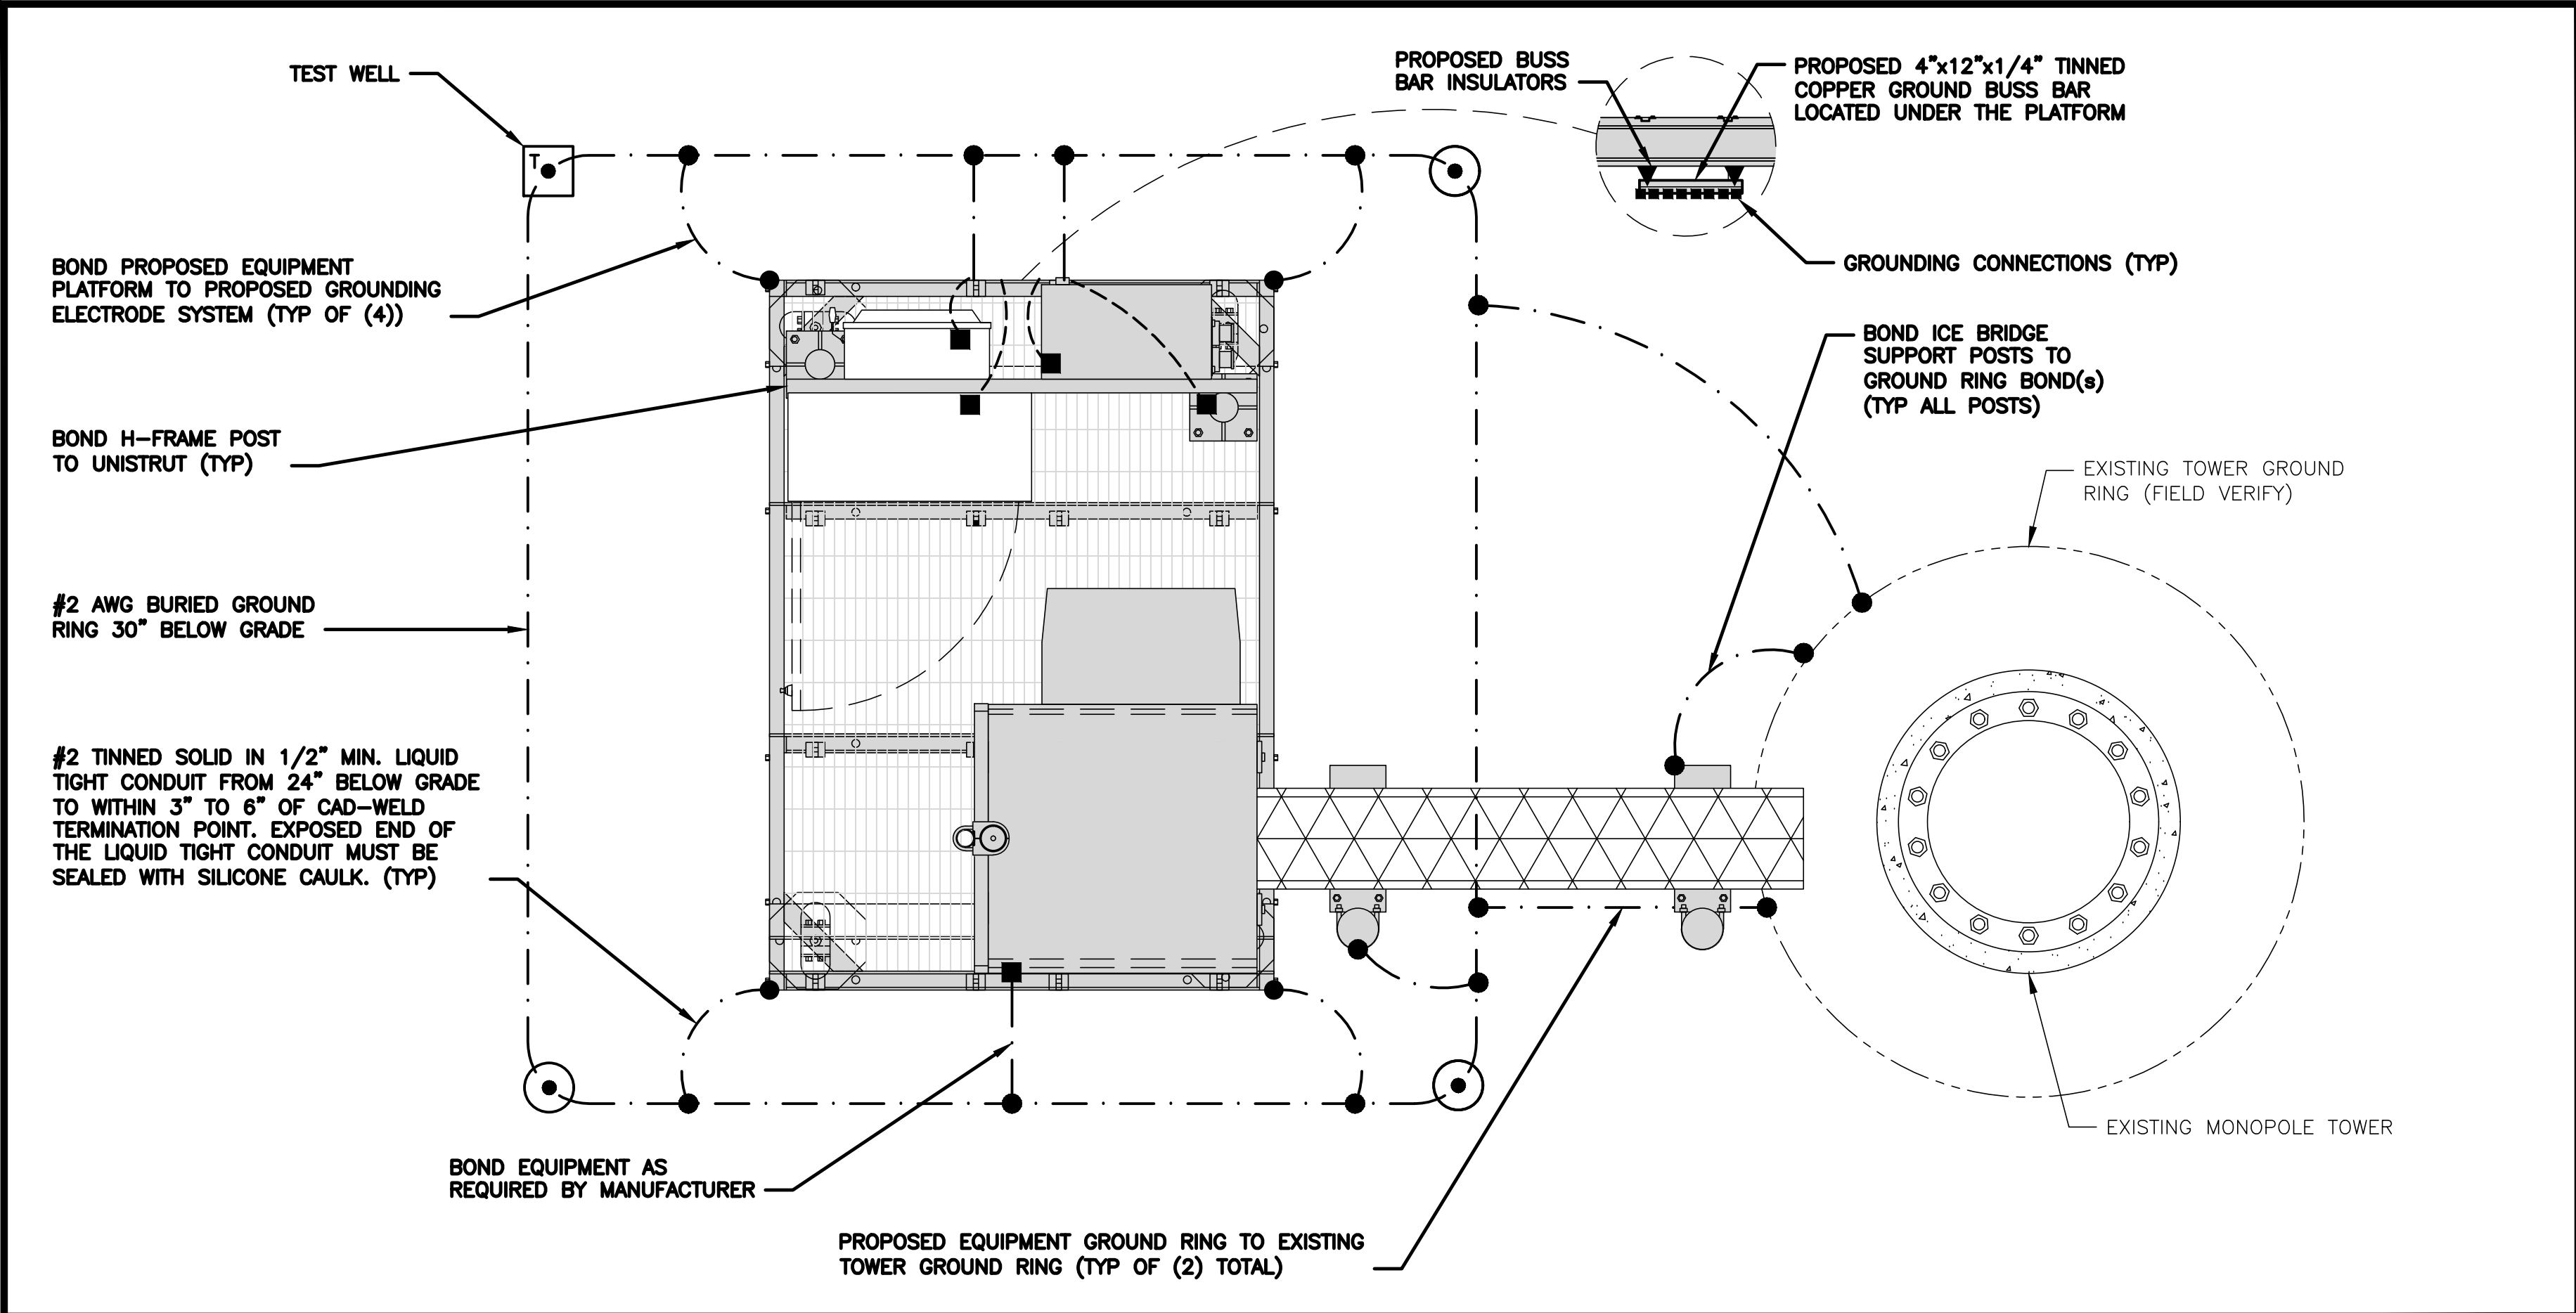 TEST WELL
PROPOSED BUSS
BAR INSULATORS
PROPOSED 4"x12"x1/4" TINNED
COPPER GROUND BUSS BAR
LOCATED UNDER THE PLATFORM
T
GROUNDING CONNECTIONS (TYP)
BOND PROPOSED EQUIPMENT
PLATFORM TO PROPOSED GROUNDING
ELECTRODE SYSTEM (TYP OF (4))
BOND ICE BRIDGE
SUPPORT POSTS TO
GROUND RING BOND(s)
(TYP ALL POSTS)
BOND H-FRAME POST
TO UNISTRUT (TYP)
EXISTING TOWER GROUND
RING (FIELD VERIFY)
#2 AWG BURIED GROUND
RING 30" BELOW GRADE
#2 TINNED SOLID IN 1/2" MIN. LIQUID
TIGHT CONDUIT FROM 24" BELOW GRADE
TO WITHIN 3" TO 6" OF CAD-WELD
TERMINATION POINT. EXPOSED END OF
THE LIQUID TIGHT CONDUIT MUST BE
SEALED WITH SILICONE CAULK. (TYP)
EXISTING MONOPOLE TOWER
BOND EQUIPMENT AS
REQUIRED BY MANUFACTURER
PROPOSED EQUIPMENT GROUND RING TO EXISTING
TOWER GROUND RING (TYP OF (2) TOTAL)